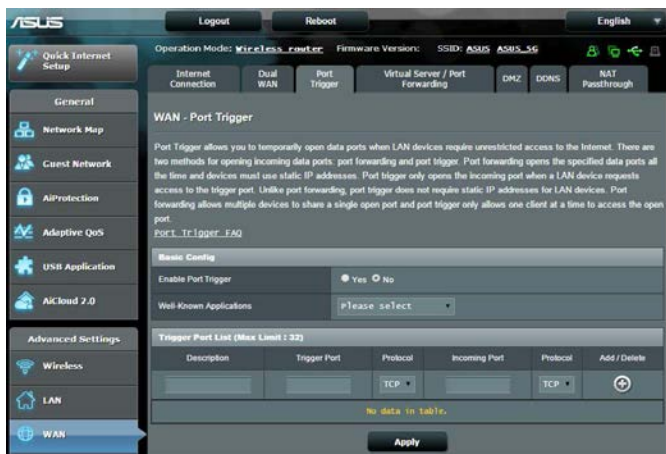 ASUS
Logout
Reboot
English
Quick Internet
Setup
Operation Mode: Wireless router Firmware Version: SSID: ASUS ASUS_5G
Internet
Connection
Dual
WAN
Port
Trigger
Virtual Server / Port
Forwarding
DMZ
DDNS
NAT
Passthrough
General
Network Map
Guest Network
AiProtection
Adaptive QoS
USB Application
AiCloud 2.0
Advanced Settings
Wireless
LAN
WAN
WAN - Port Trigger
Port Trigger allows you to temporarily open data ports when LAN devices require unrestricted access to the Internet. There are
two methods for opening incoming data ports: port forwarding and port trigger. Port forwarding opens the specified data ports all
the time and devices must use static IP addresses. Port trigger only opens the incoming port when a LAN device requests
access to the trigger port. Unlike port forwarding, port trigger does not require static IP addresses for LAN devices. Port
forwarding allows multiple devices to share a single open port and port trigger only allows one client at a time to access the open
port.
Port Trigger FAQ
Basic Config
Enable Port Trigger Yes No
Well-Known Applications Please select
Trigger Port List (Max Limit : 32)
Description Trigger Port Protocol Incoming Port Protocol Add / Delete
TCP TCP
No data in table.
Apply